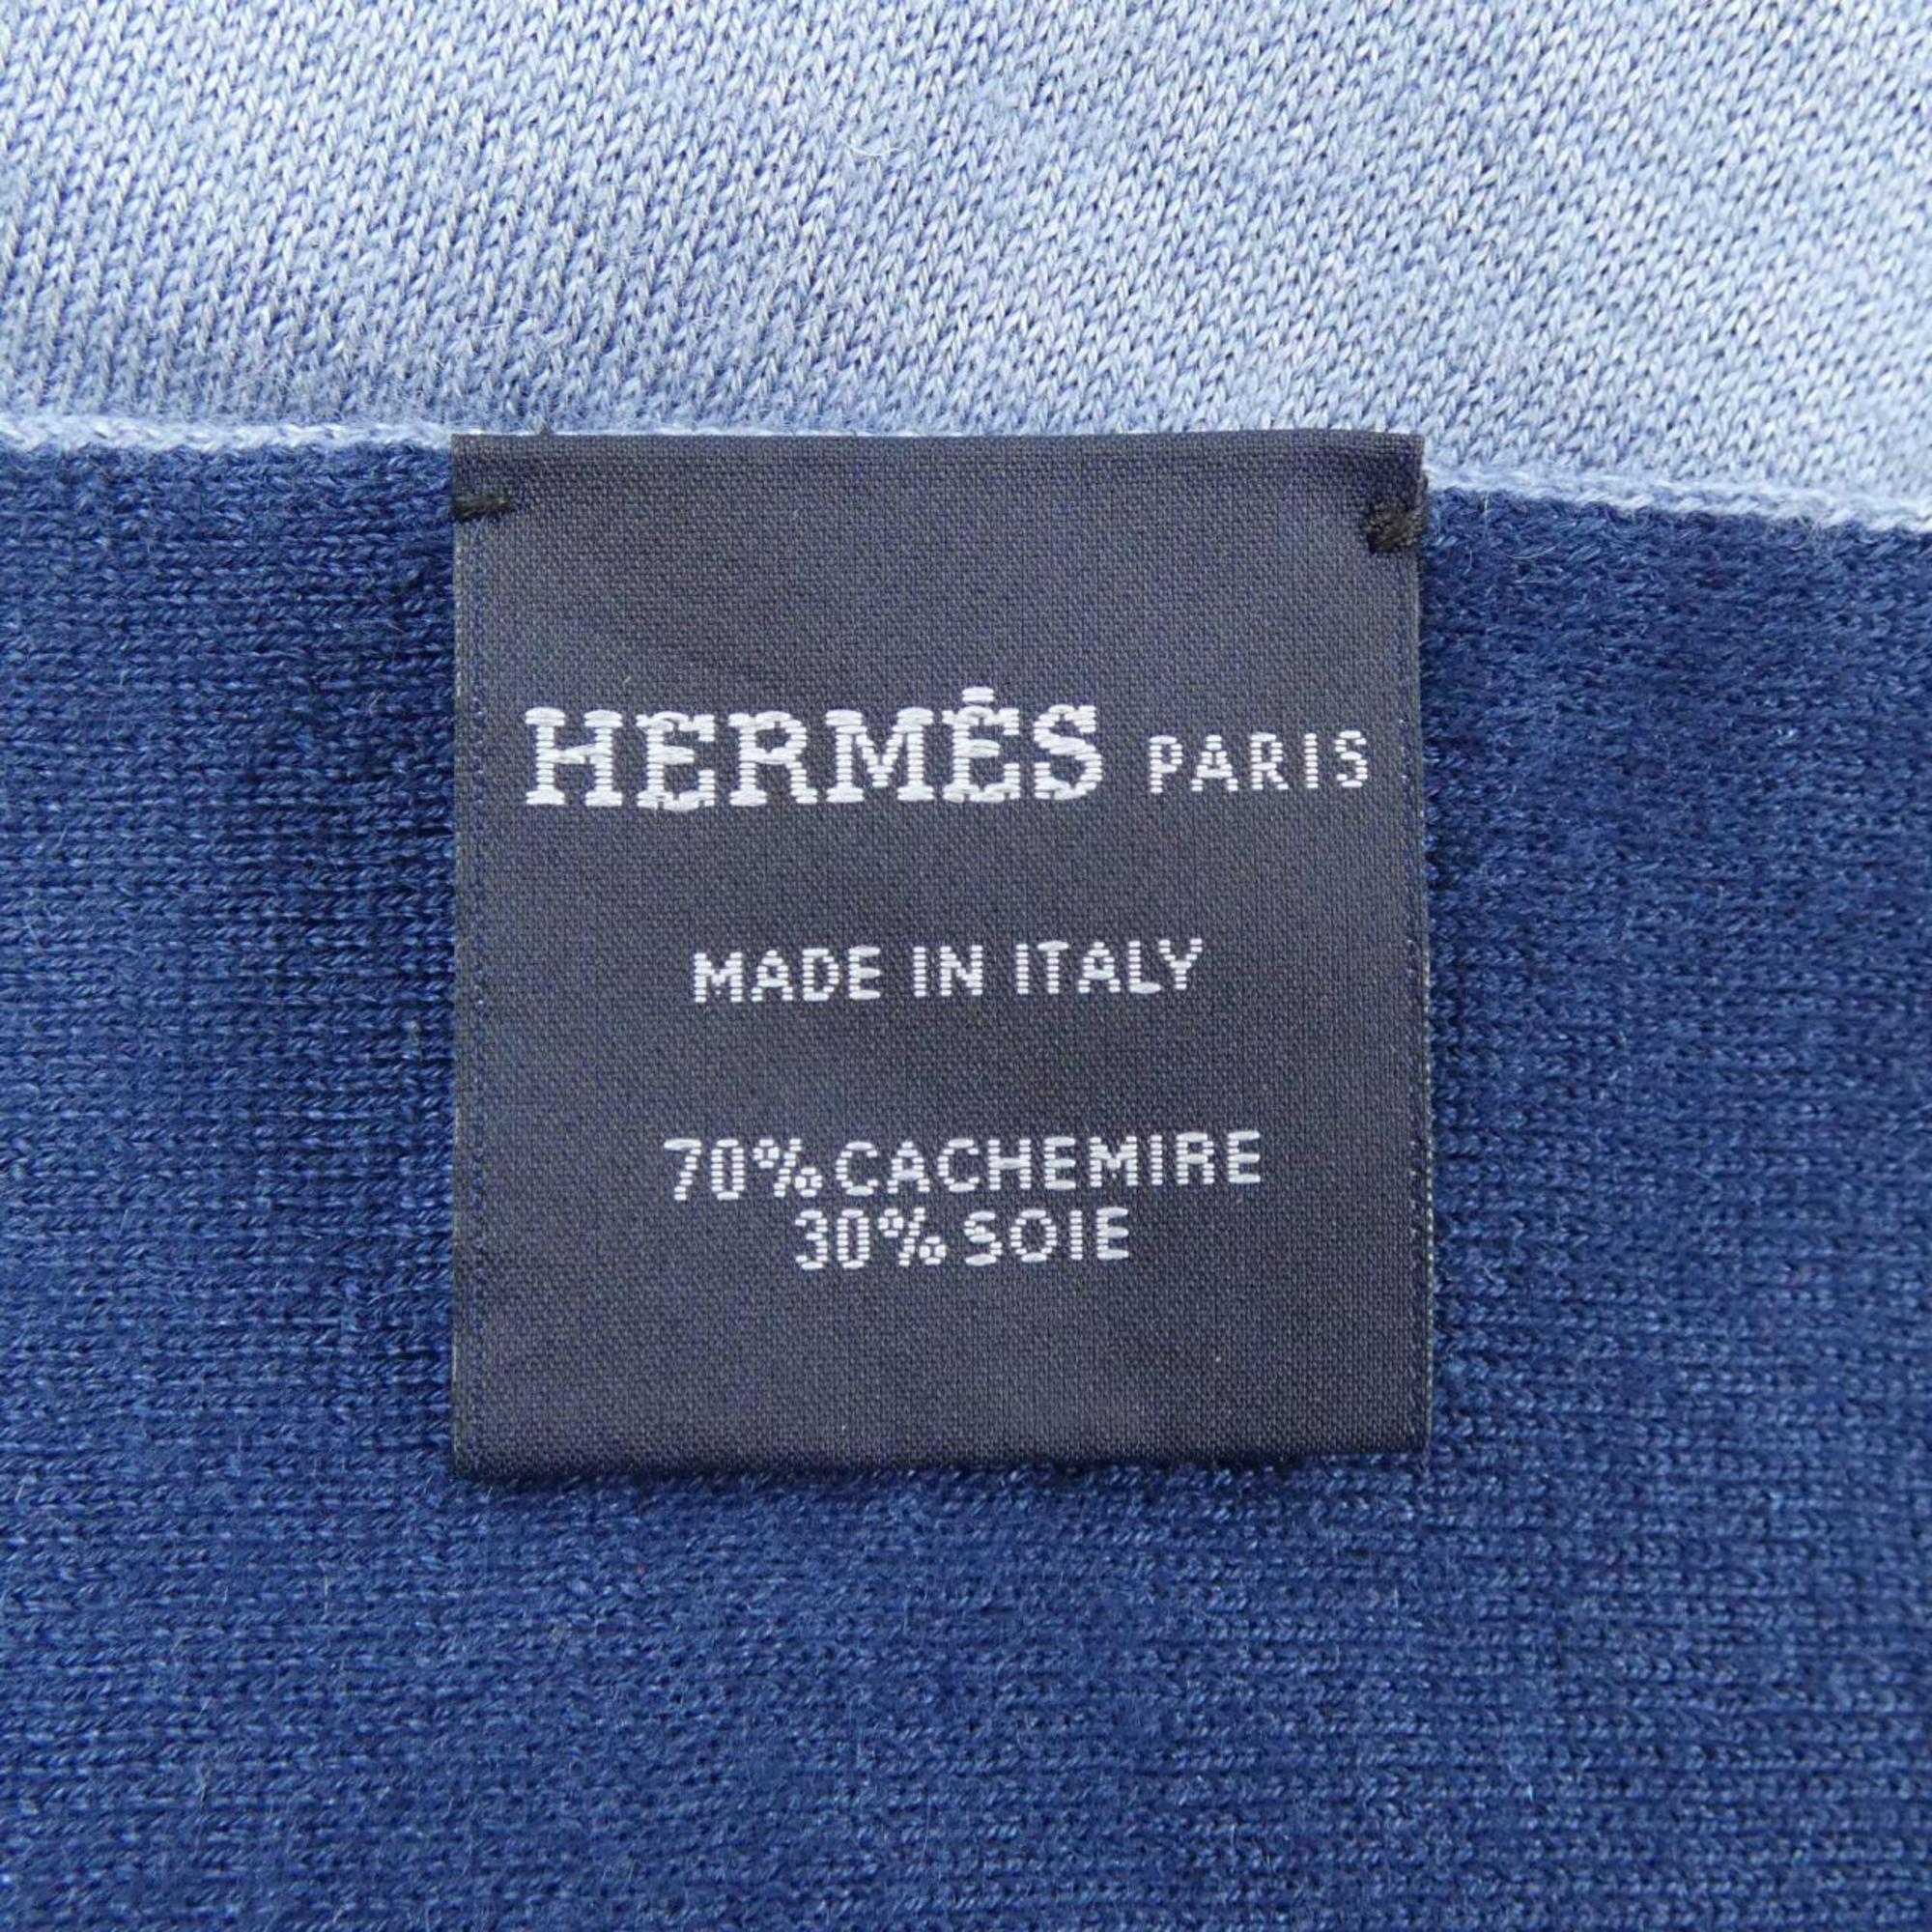 HERMÈS PARIS
MADE IN ITALY
70% CACHEMIRE
30% SOIE